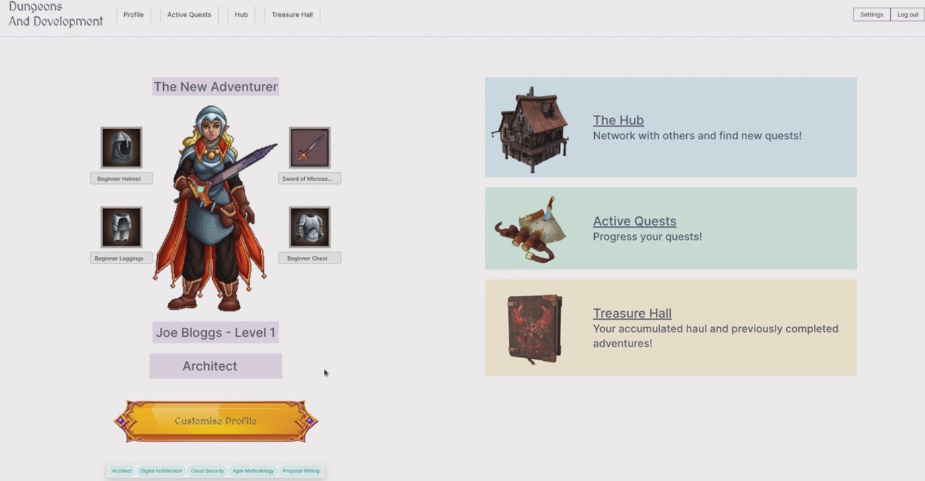 Dungeons
And Development
Profile
Active Quests
Hub
Treasure Hall
Settings
Log out
The New Adventurer
Beginner Helmet
Sword of Microse...
Beginner Leggings
Beginner Chest
Joe Bloggs - Level 1
Architect
Customise Profile
Architect
Digital Architecture
Cloud Security
Agile Methodology
Proposal Writing
The Hub
Network with others and find new quests!
Active Quests
Progress your quests!
Treasure Hall
Your accumulated haul and previously completed
adventures!